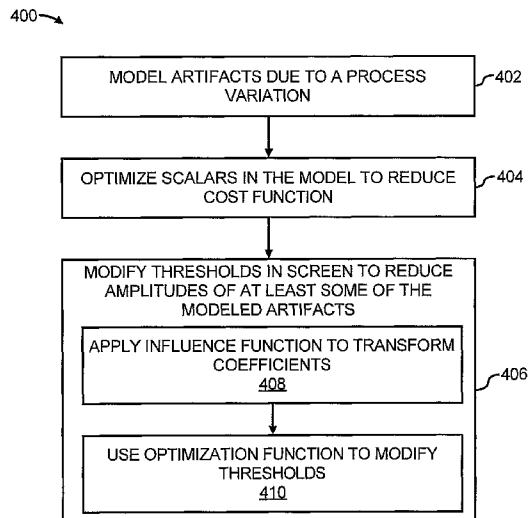 400
MODEL ARTIFACTS DUE TO A PROCESS
VARIATION
402
OPTIMIZE SCALARS IN THE MODEL TO REDUCE
COST FUNCTION
404
MODIFY THRESHOLDS IN SCREEN TO REDUCE
AMPLITUDES OF AT LEAST SOME OF THE
MODELED ARTIFACTS
APPLY INFLUENCE FUNCTION TO TRANSFORM
COEFFICIENTS
408
406
USE OPTIMIZATION FUNCTION TO MODIFY
THRESHOLDS
410